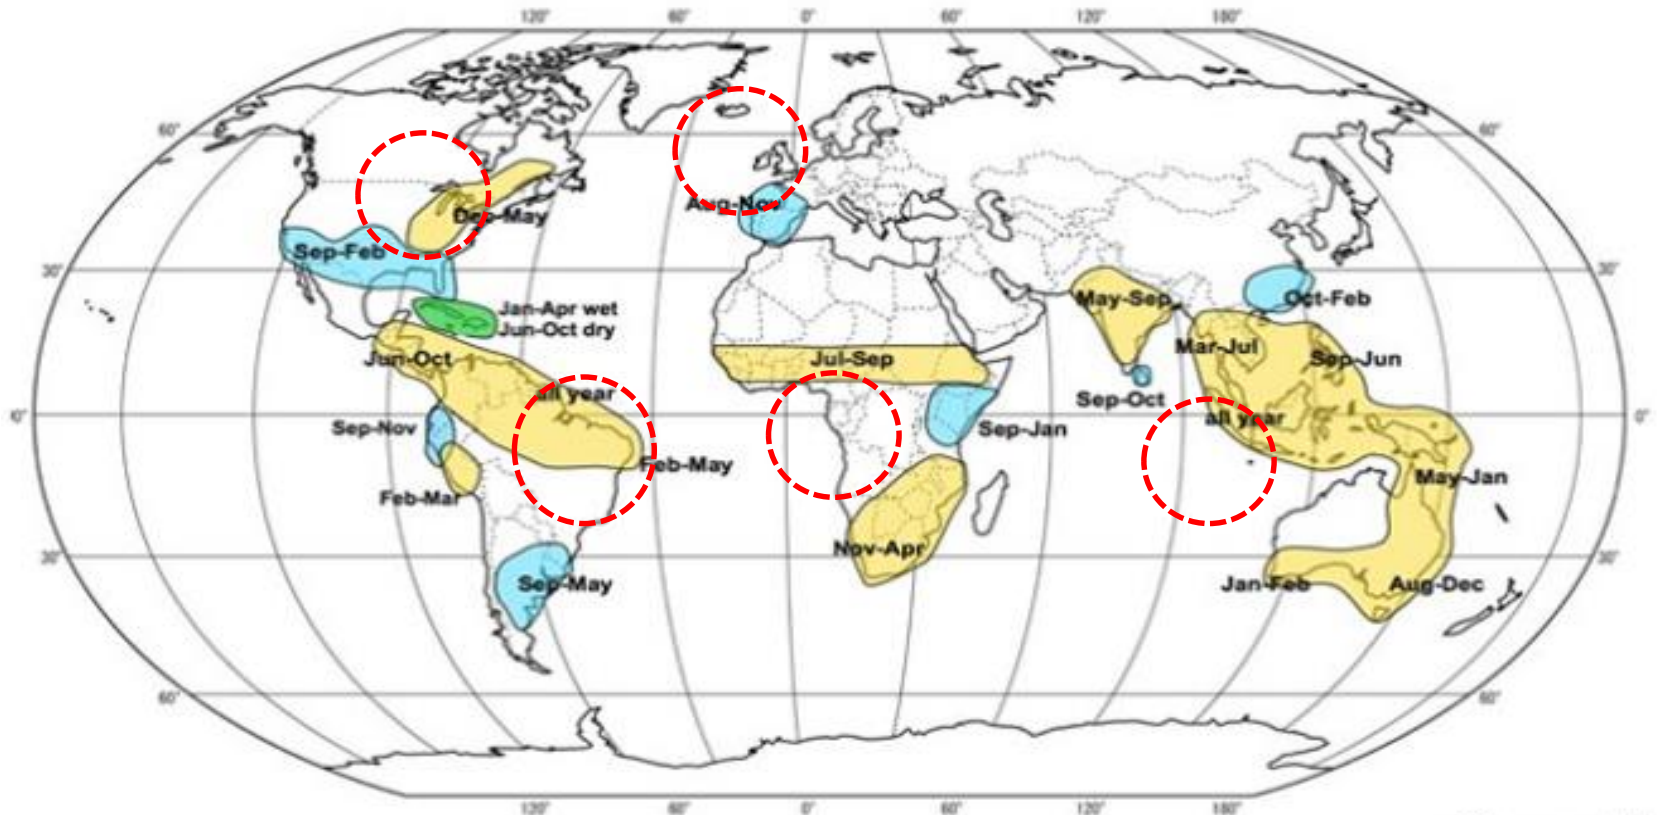 120° 60° 0° 60° 120° 180°
60° 60°
Aug-Nov
Dec-May
Sep-Feb
30° 30°
May-Sep Oct-Feb
Jan-Apr wet
Jun-Oct dry
Mar-Jul
Jun-Oct Jul-Sep Sep-Jun
all year
Sep-Oct
0° all year 0°
Sep-Nov Sep-Jan
Feb-May
May-Jan
Feb-Mar
Nov-Apr
30° 30°
Sep-May Jan-Feb Aug-Dec
60° 60°
120° 60° 0° 60° 120° 180°